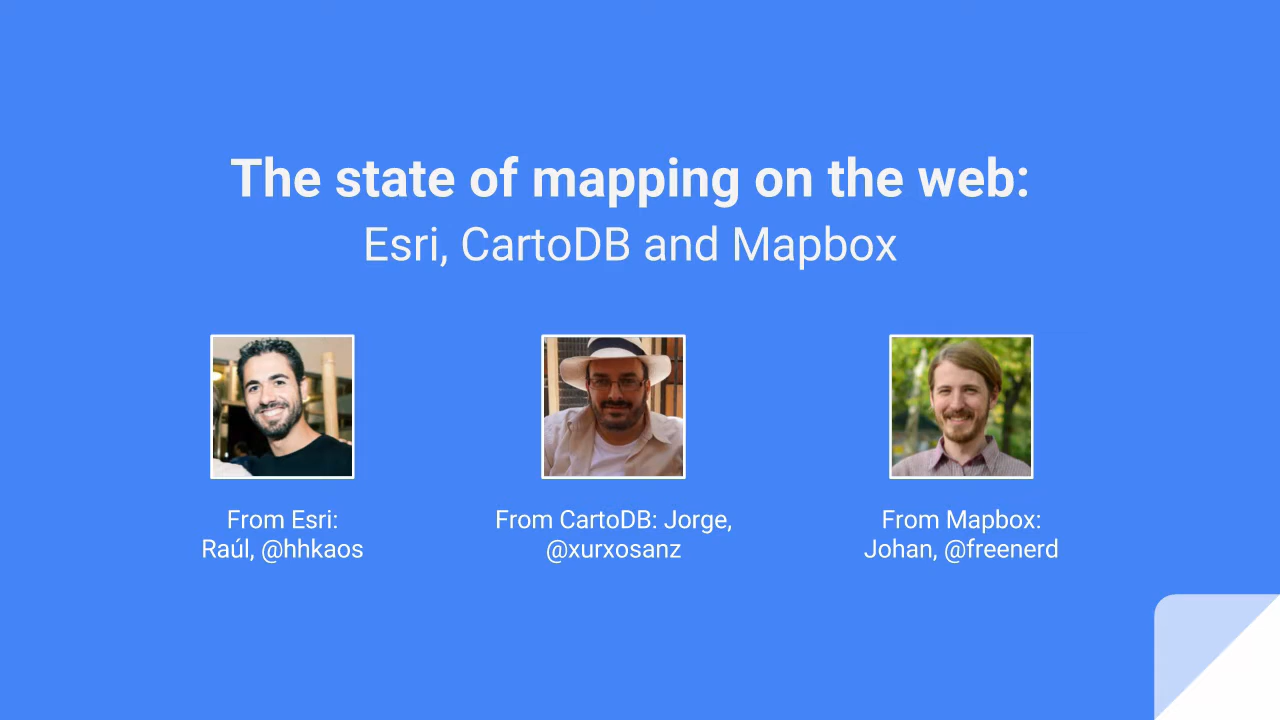 The state of mapping on the web:
Esri, CartoDB and Mapbox
From Esri:
Raúl, @hhkaos
From CartoDB: Jorge,
@xurxosanz
From Mapbox:
Johan, @freenerd